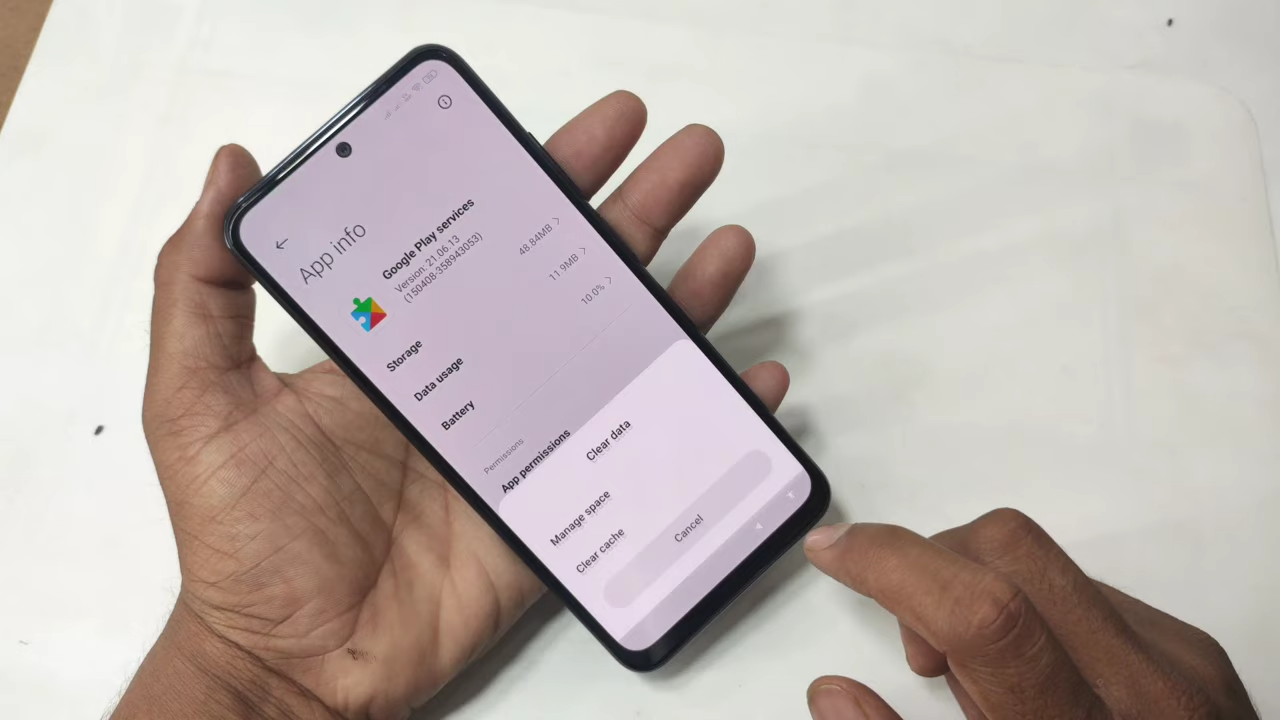 App info
Google Play services
Version: 21.06.13
(150408-358943053)
Storage 48.84MB
Data usage 11.9MB
Battery 10.0%
Permissions
App permissions
Clear data
Manage space
Clear cache
Cancel